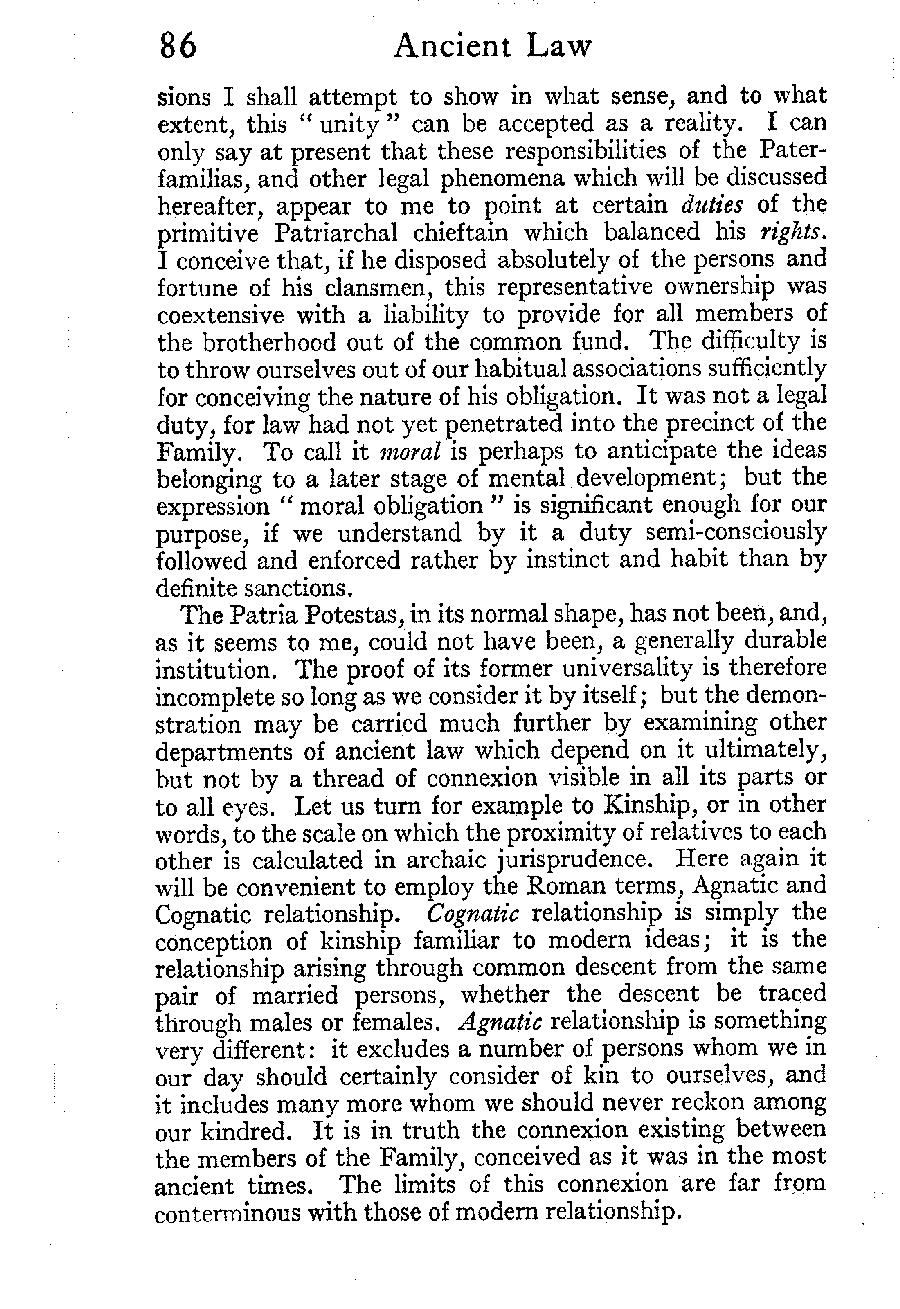 86 Ancient Law
sions I shall attempt to show in what sense, and to what
extent, this " unity " can be accepted as a reality. I can
only say at present that these responsibilities of the Pater-
familias, and other legal phenomena which will be discussed
hereafter, appear to me to point at certain duties of the
primitive Patriarchal chieftain which balanced his rights.
I conceive that, if he disposed absolutely of the persons and
fortune of his clansmen, this representative ownership was
coextensive with a liability to provide for all members of
the brotherhood out of the common fund. The difficulty is
to throw ourselves out of our habitual associations sufficiently
for conceiving the nature of his obligation. It was not a legal
duty, for law had not yet penetrated into the precinct of the
Family. To call it moral is perhaps to anticipate the ideas
belonging to a later stage of mental development; but the
expression " moral obligation " is significant enough for our
purpose, if we understand by it a duty semi-consciously
followed and enforced rather by instinct and habit than by
definite sanctions.
The Patria Potestas, in its normal shape, has not been, and,
as it seems to me, could not have been, a generally durable
institution. The proof of its former universality is therefore
incomplete so long as we consider it by itself; but the demon-
stration may be carried much further by examining other
departments of ancient law which depend on it ultimately,
but not by a thread of connexion visible in all its parts or
to all eyes. Let us turn for example to Kinship, or in other
words, to the scale on which the proximity of relatives to each
other is calculated in archaic jurisprudence. Here again it
will be convenient to employ the Roman terms, Agnatic and
Cognatic relationship. Cognatic relationship is simply the
conception of kinship familiar to modern ideas; it is the
relationship arising through common descent from the same
pair of married persons, whether the descent be traced
through males or females. Agnatic relationship is something
very different: it excludes a number of persons whom we in
our day should certainly consider of kin to ourselves, and
it includes many more whom we should never reckon among
our kindred. It is in truth the connexion existing between
the members of the Family, conceived as it was in the most
ancient times. The limits of this connexion are far from
conterminous with those of modern relationship.